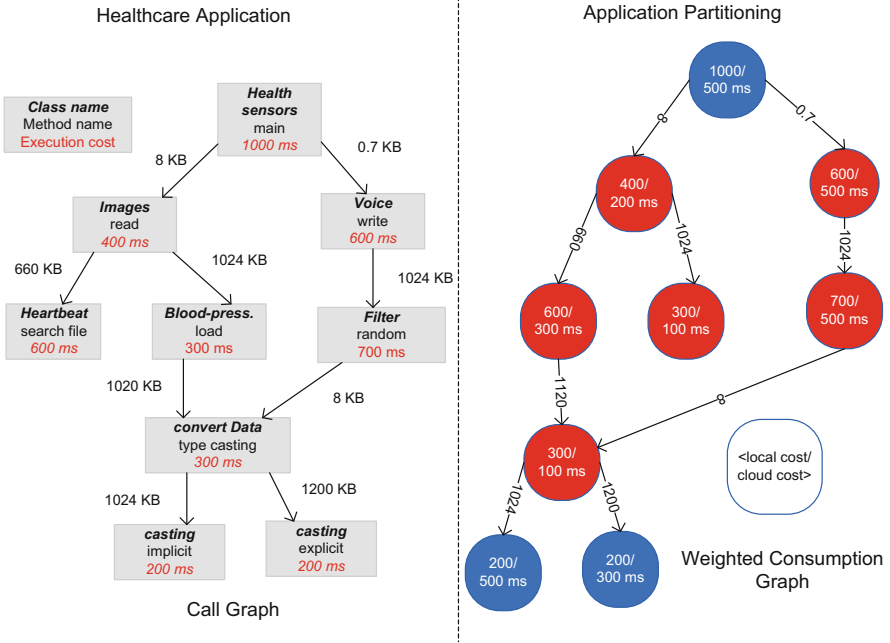 Healthcare Application
Class name
Method name
Execution cost
Health
sensors
main
1000 ms
8 KB
0.7 KB
Images
read
400 ms
Voice
write
600 ms
660 KB
1024 KB
1024 KB
Heartbeat
search file
600 ms
Blood-press.
load
300 ms
Filter
random
700 ms
1020 KB
8 KB
convert Data
type casting
300 ms
1024 KB
1200 KB
casting
implicit
200 ms
casting
explicit
200 ms
Call Graph
Application Partitioning
1000/
500 ms
8
0.7
400/
200 ms
600/
500 ms
660
1024
1024
600/
300 ms
300/
100 ms
700/
500 ms
1120
8
300/
100 ms
<local cost/
cloud cost>
1024
1200
200/
500 ms
200/
300 ms
Weighted Consumption
Graph